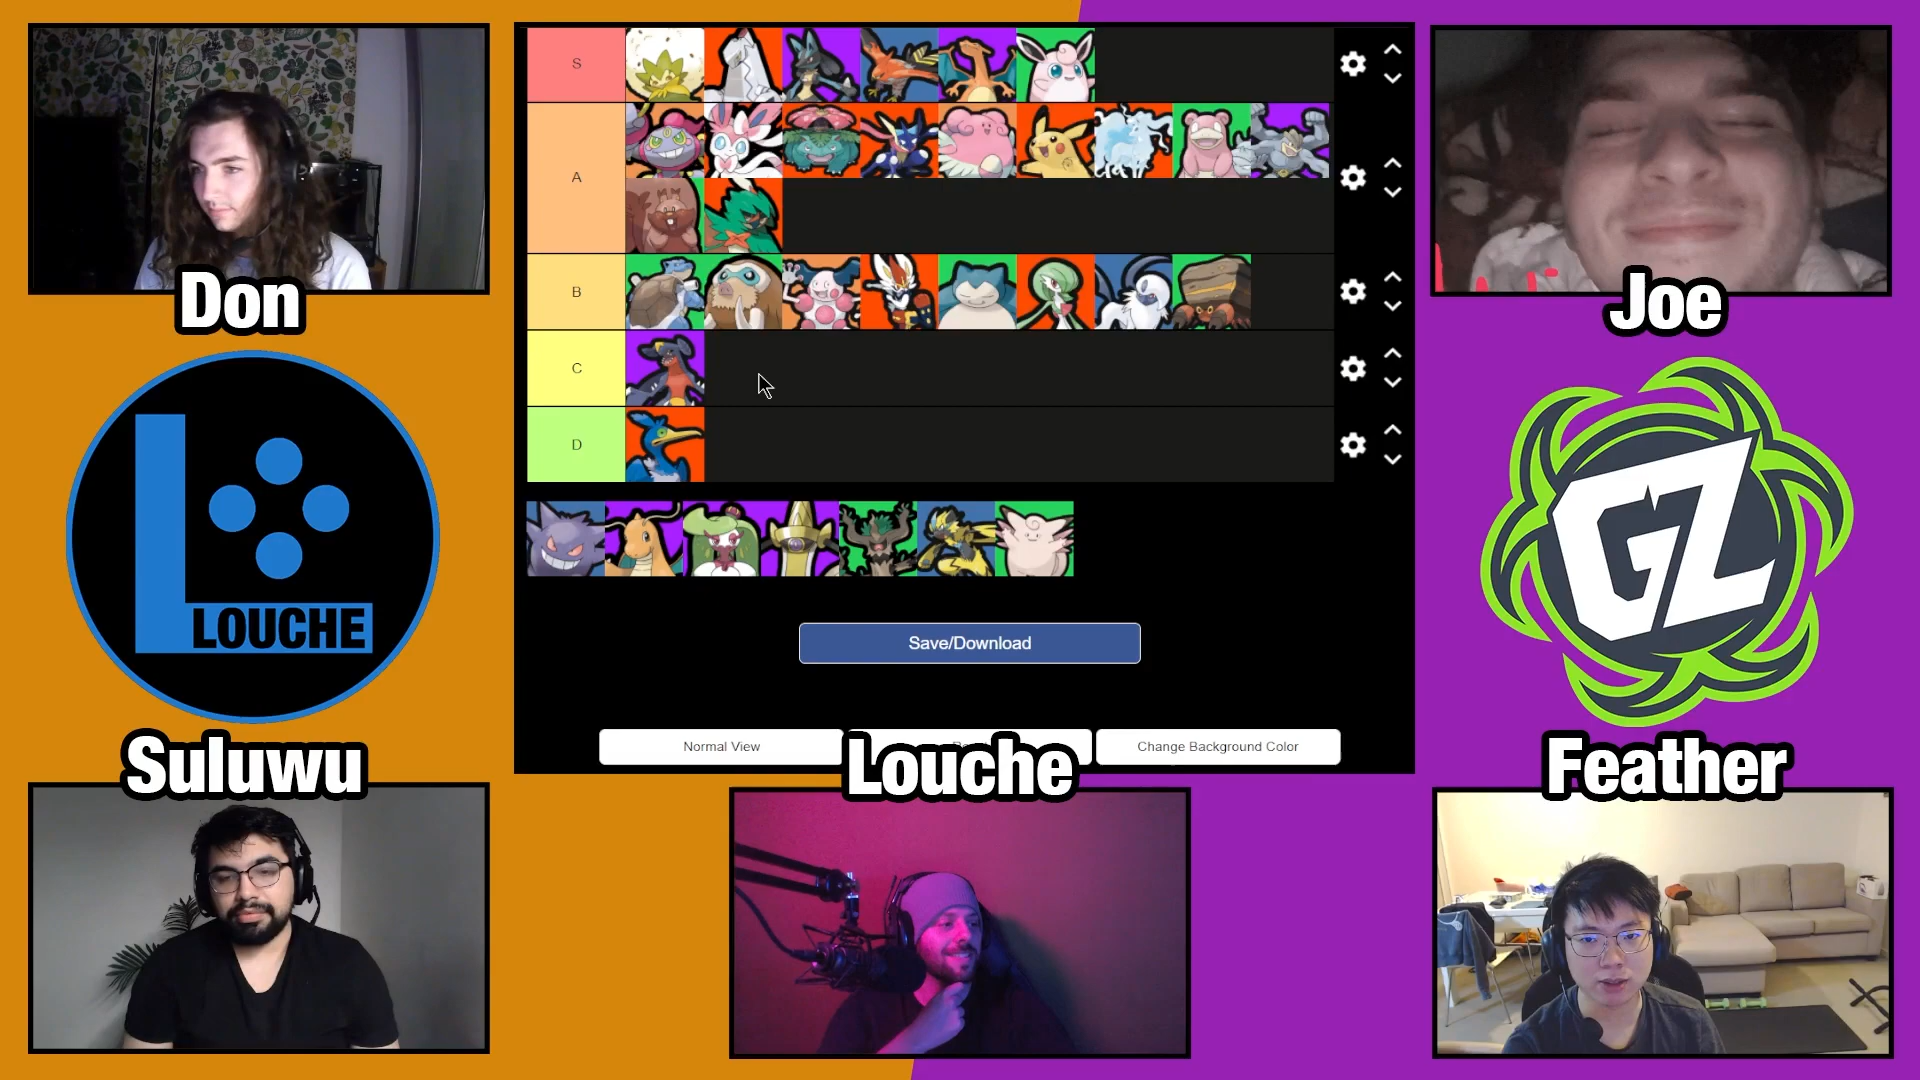 S
A
B
C
D
Don
Joe
LOUCHE
GZ
Save/Download
Normal View
Change Background Color
Suluwu
Louche
Feather